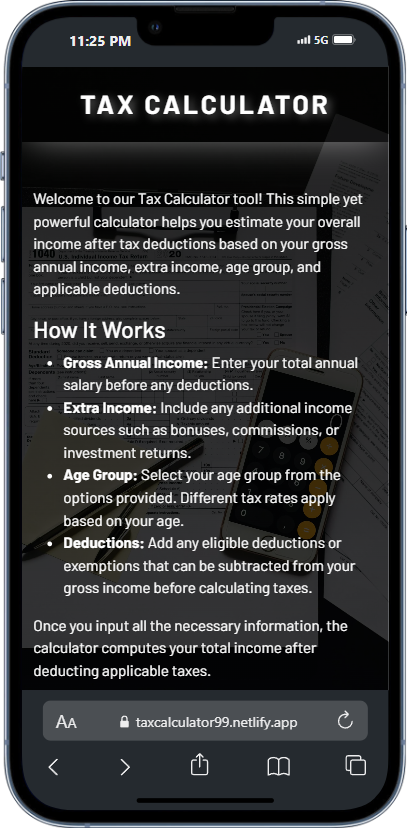 11:25 PM
5G
TAX CALCULATOR
Welcome to our Tax Calculator tool! This simple yet
powerful calculator helps you estimate your overall
income after tax deductions based on your gross
annual income, extra income, age group, and
applicable deductions.
How It Works
• Gross Annual Income: Enter your total annual
salary before any deductions.
• Extra Income: Include any additional income
sources such as bonuses, commissions, or
investment returns.
• Age Group: Select your age group from the
options provided. Different tax rates apply
based on your age.
• Deductions: Add any eligible deductions or
exemptions that can be subtracted from your
gross income before calculating taxes.
Once you input all the necessary information, the
calculator computes your total income after
deducting applicable taxes.
AA taxcalculator99.netlify.app